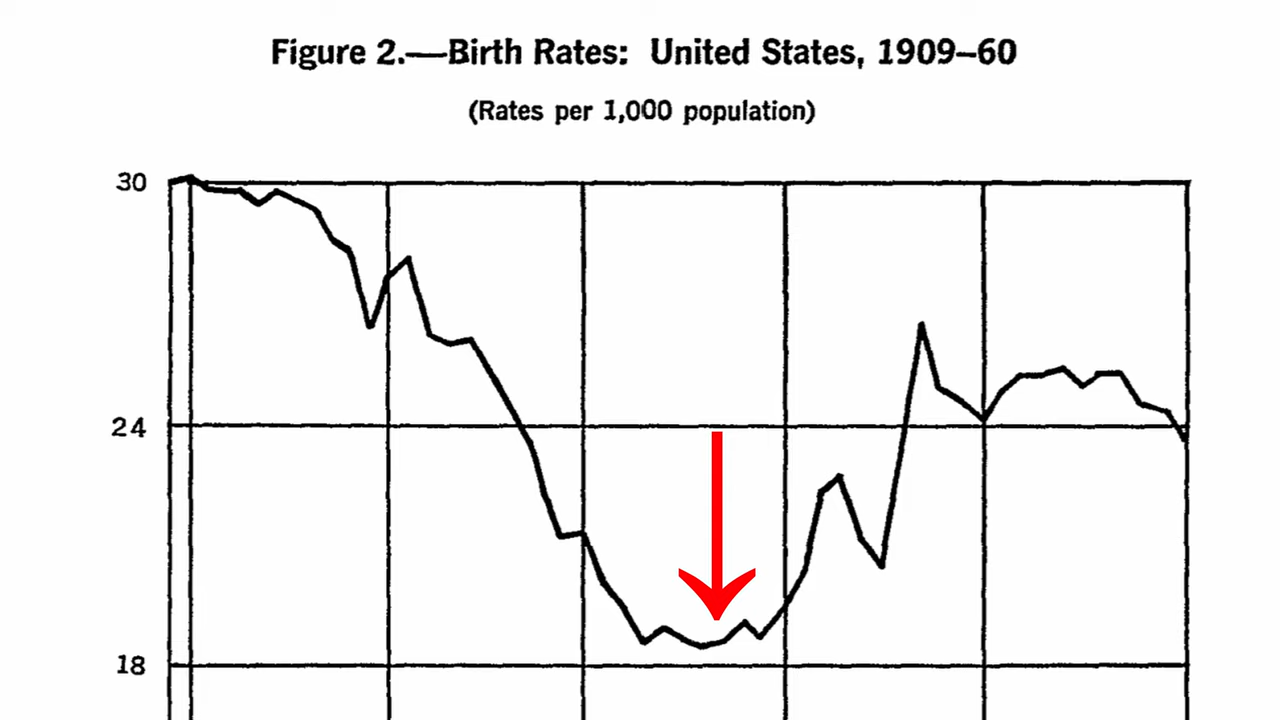 Figure 2.—Birth Rates: United States, 1909–60
(Rates per 1,000 population)
30
24
18